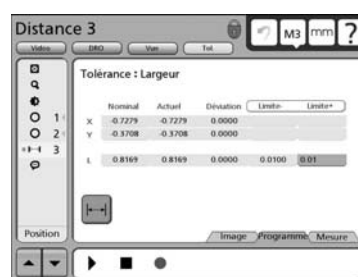 Distance 3
M3 mm ?
Video DRO Vue Tol.
Tolérance : Largeur
Nominal Actuel Déviation Limite- Limite+
X -0.7279 -0.7279 0.0000
Y -0.3708 -0.3708 0.0000
L 0.8169 0.8169 0.0000 0.0100 0.01
1
2
3
Position
Image Programme Mesure